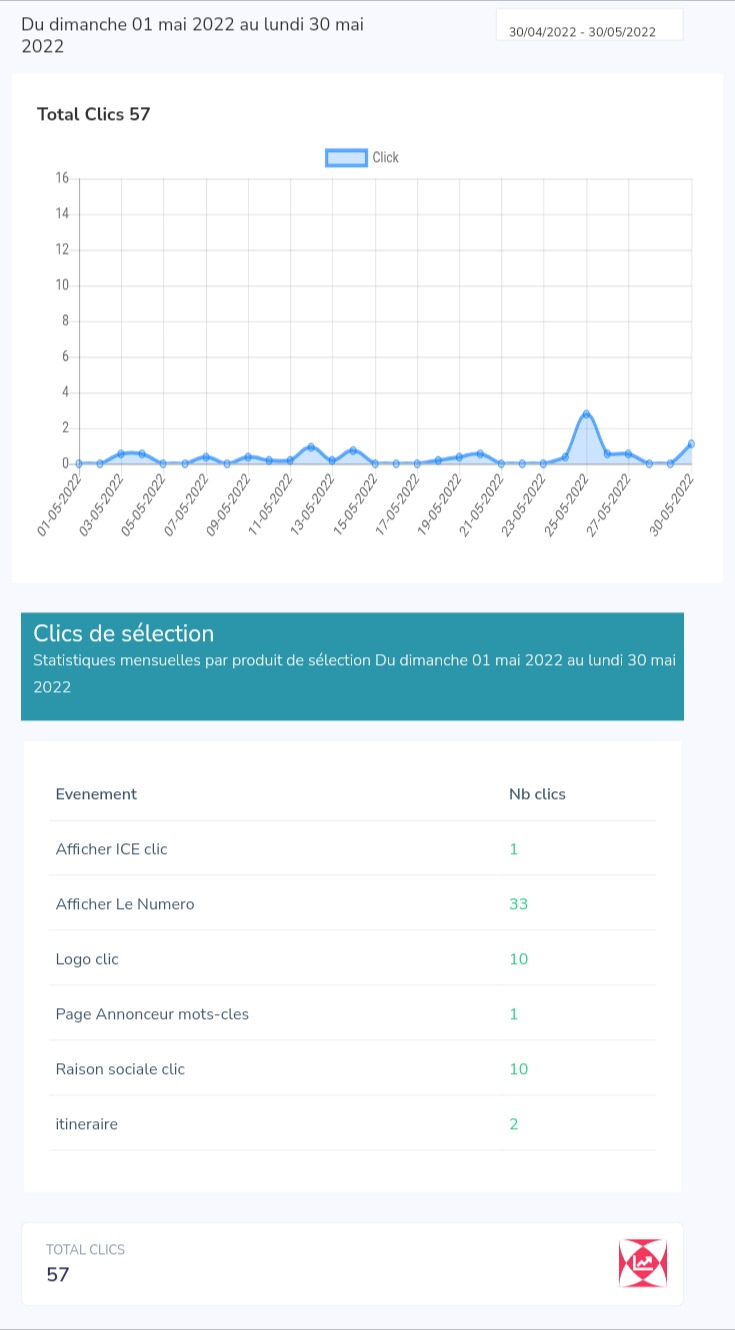 Du dimanche 01 mai 2022 au lundi 30 mai
2022
30/04/2022 - 30/05/2022
Total Clics 57
Click
16
14
12
10
8
6
4
2
0
01-05-2022
03-05-2022
05-05-2022
07-05-2022
09-05-2022
11-05-2022
13-05-2022
15-05-2022
17-05-2022
19-05-2022
21-05-2022
23-05-2022
25-05-2022
27-05-2022
30-05-2022
Clics de sélection
Statistiques mensuelles par produit de sélection Du dimanche 01 mai 2022 au lundi 30 mai
2022
Evenement Nb clics
Afficher ICE clic 1
Afficher Le Numero 33
Logo clic 10
Page Annonceur mots-cles 1
Raison sociale clic 10
itineraire 2
TOTAL CLICS
57